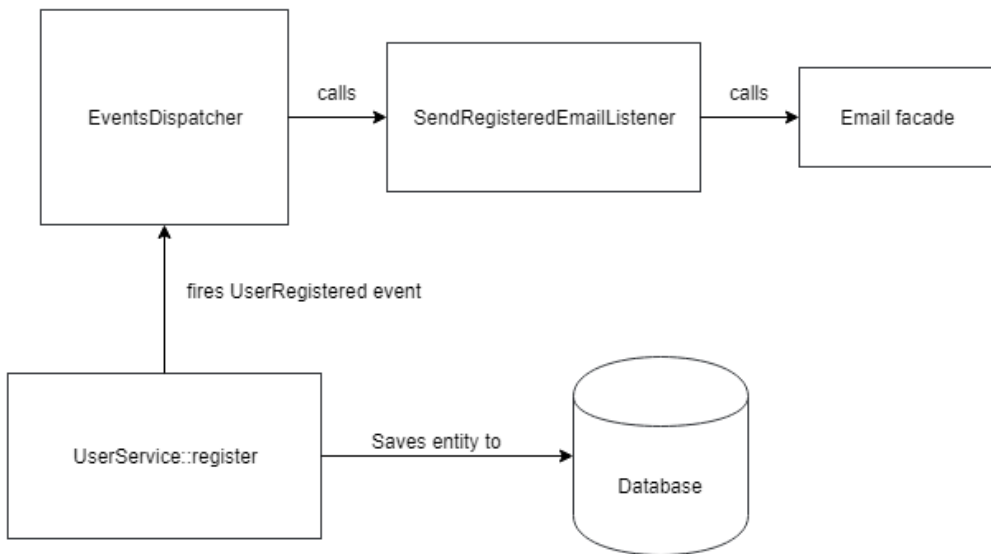 EventsDispatcher
calls
SendRegisteredEmailListener
calls
Email facade
fires UserRegistered event
UserService::register
Saves entity to
Database